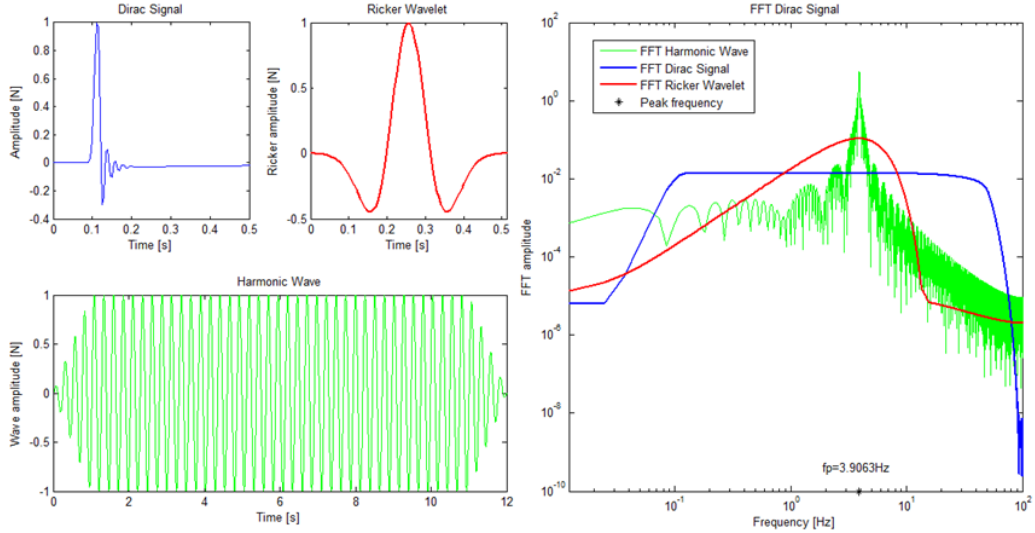 Dirac Signal
1
0.8
0.6
0.4
0.2
0
-0.2
-0.4
0 0.1 0.2 0.3 0.4 0.5
Time [s]
Amplitude [N]
Ricker Wavelet
1
0.5
0
-0.5
0 0.1 0.2 0.3 0.4 0.5
Time [s]
Ricker amplitude [N]
Harmonic Wave
1
0.5
0
-0.5
-1
0 2 4 6 8 10 12
Time [s]
Wave amplitude [N]
FFT Dirac Signal
FFT Harmonic Wave
FFT Dirac Signal
FFT Ricker Wavelet
Peak frequency
10^2
10^0
10^-2
10^-4
10^-6
10^-8
10^-10
fp=3.9063Hz
10^-1 10^0 10^1 10^2
Frequency [Hz]
FFT amplitude